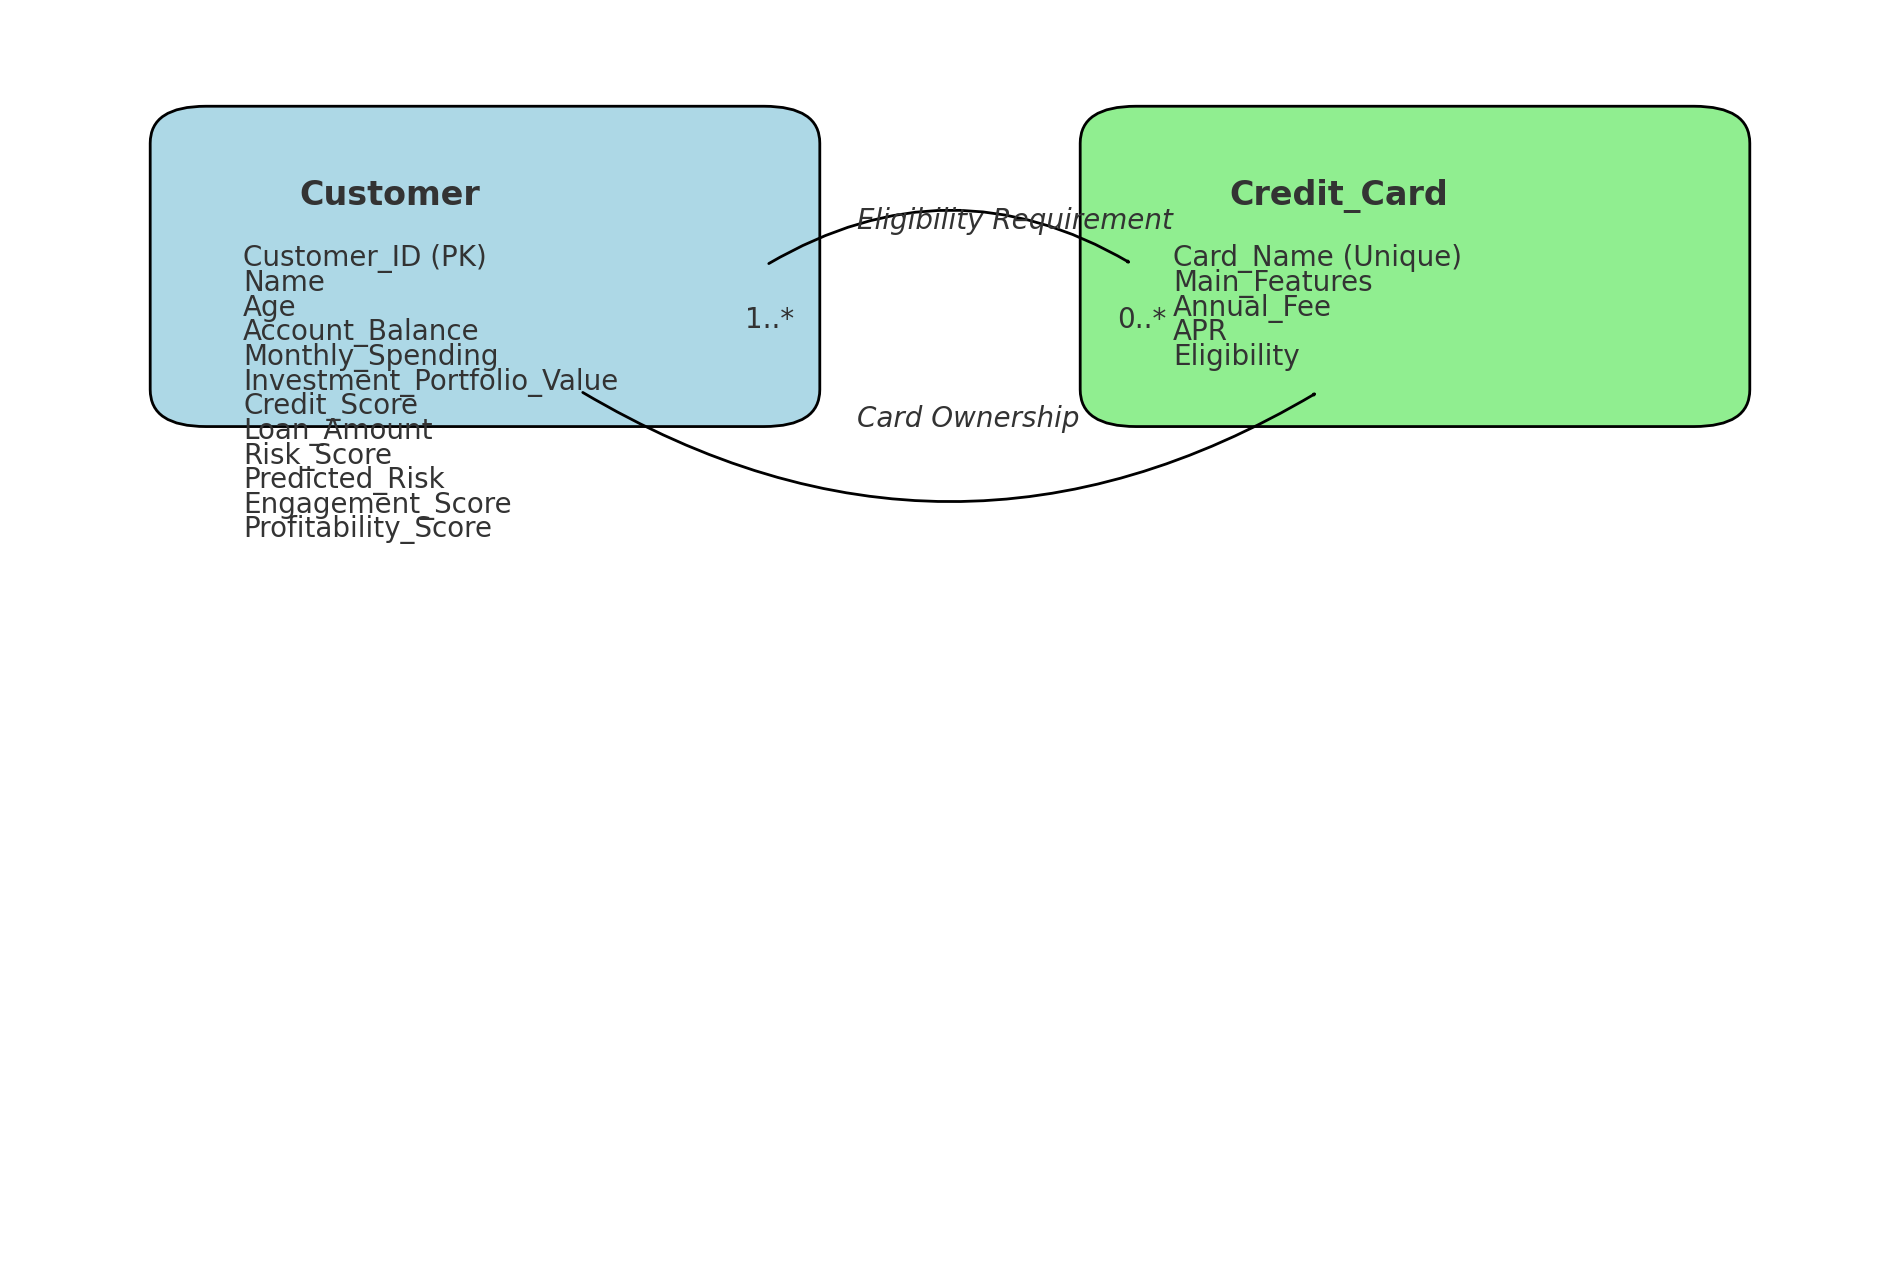 Customer
Customer_ID (PK)
Name
Age
Account_Balance
Monthly_Spending
Investment_Portfolio_Value
Credit_Score
Loan_Amount
Risk_Score
Predicted_Risk
Engagement_Score
Profitability_Score
1..*
Eligibility Requirement
Card Ownership
0..*
Credit_Card
Card_Name (Unique)
Main_Features
Annual_Fee
APR
Eligibility